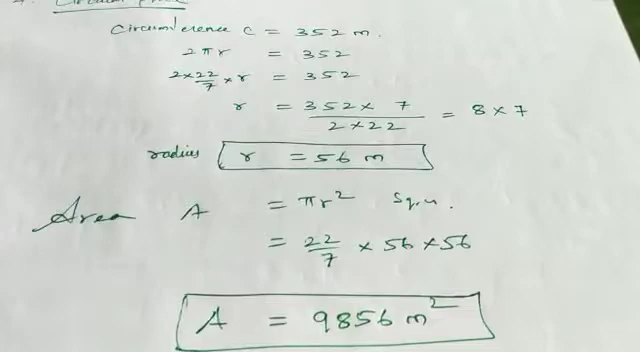 Circular
Circumference C = 352 m.
2πr = 352
2 × 22/7 × r = 352
r = 352 × 7 / 2 × 22 = 8 × 7
radius r = 56 m
Area A = πr² Sq.m.
= 22/7 × 56 × 56
A = 9856 m²